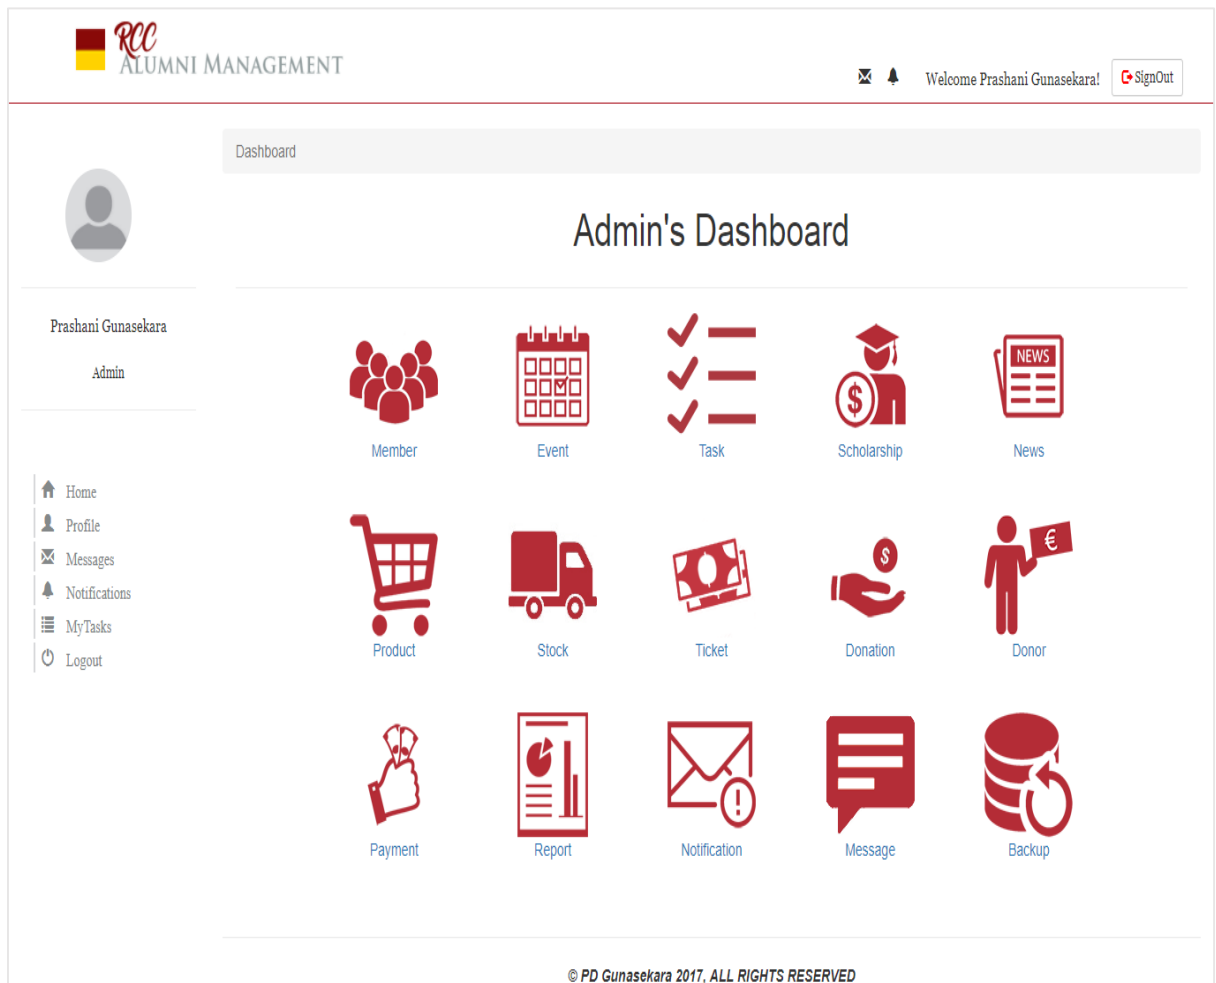 RCC
ALUMNI MANAGEMENT
Welcome Prashani Gunasekara! SignOut
Dashboard
Admin's Dashboard
Prashani Gunasekara
Admin
Home
Profile
Messages
Notifications
MyTasks
Logout
NEWS
$
Member Event Task Scholarship News
$
€
Product Stock Ticket Donation Donor
!
Payment Report Notification Message Backup
© PD Gunasekara 2017, ALL RIGHTS RESERVED